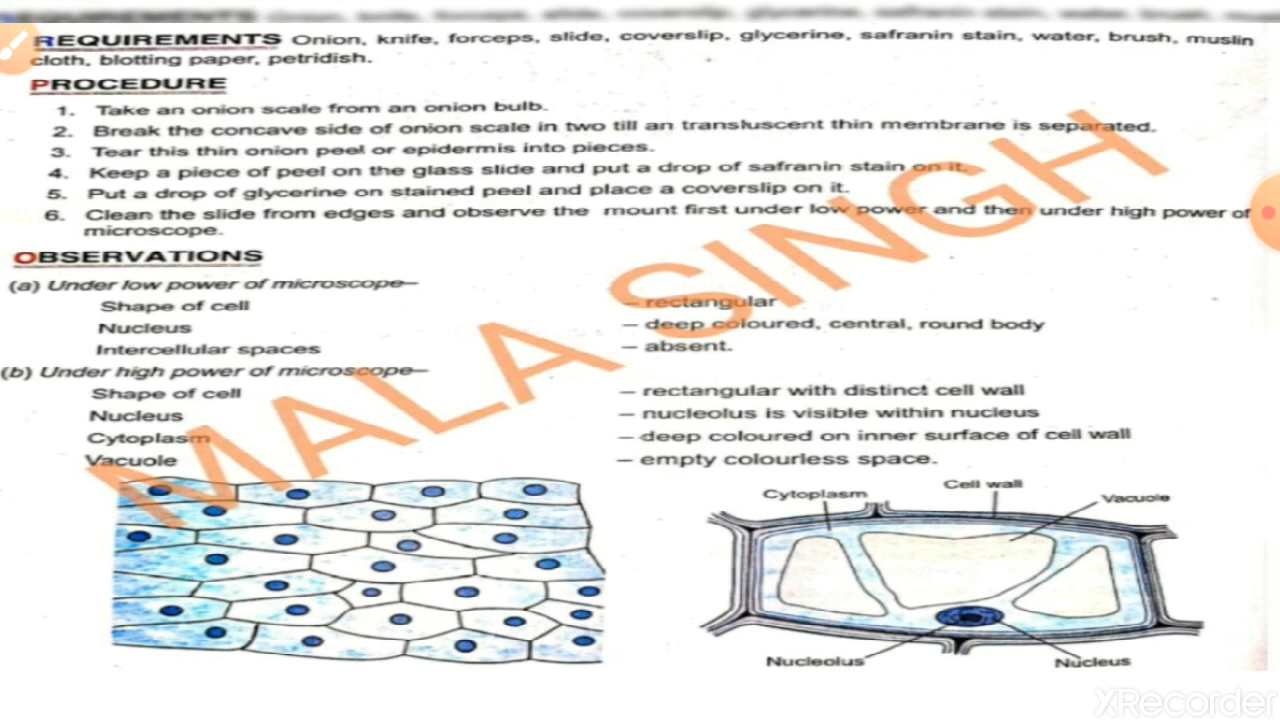 REQUIREMENTS Onion, knife, forceps, slide, coverslip, glycerine, safranin stain, water, brush, muslin
cloth, blotting paper, petridish.
PROCEDURE
1. Take an onion scale from an onion bulb.
2. Break the concave side of onion scale in two till an transluscent thin membrane is separated.
3. Tear this thin onion peel or epidermis into pieces.
4. Keep a piece of peel on the glass slide and put a drop of safranin stain on it.
5. Put a drop of glycerine on stained peel and place a coverslip on it.
6. Clean the slide from edges and observe the mount first under low power and then under high power of
microscope.
OBSERVATIONS
(a) Under low power of microscope–
Shape of cell – rectangular
Nucleus – deep coloured, central, round body
Intercellular spaces – absent.
(b) Under high power of microscope–
Shape of cell – rectangular with distinct cell wall
Nucleus – nucleolus is visible within nucleus
Cytoplasm – deep coloured on inner surface of cell wall
Vacuole – empty colourless space.
MALA SINGH
Cytoplasm
Cell wall
Vacuole
Nucleolus
Nucleus
XRecorder